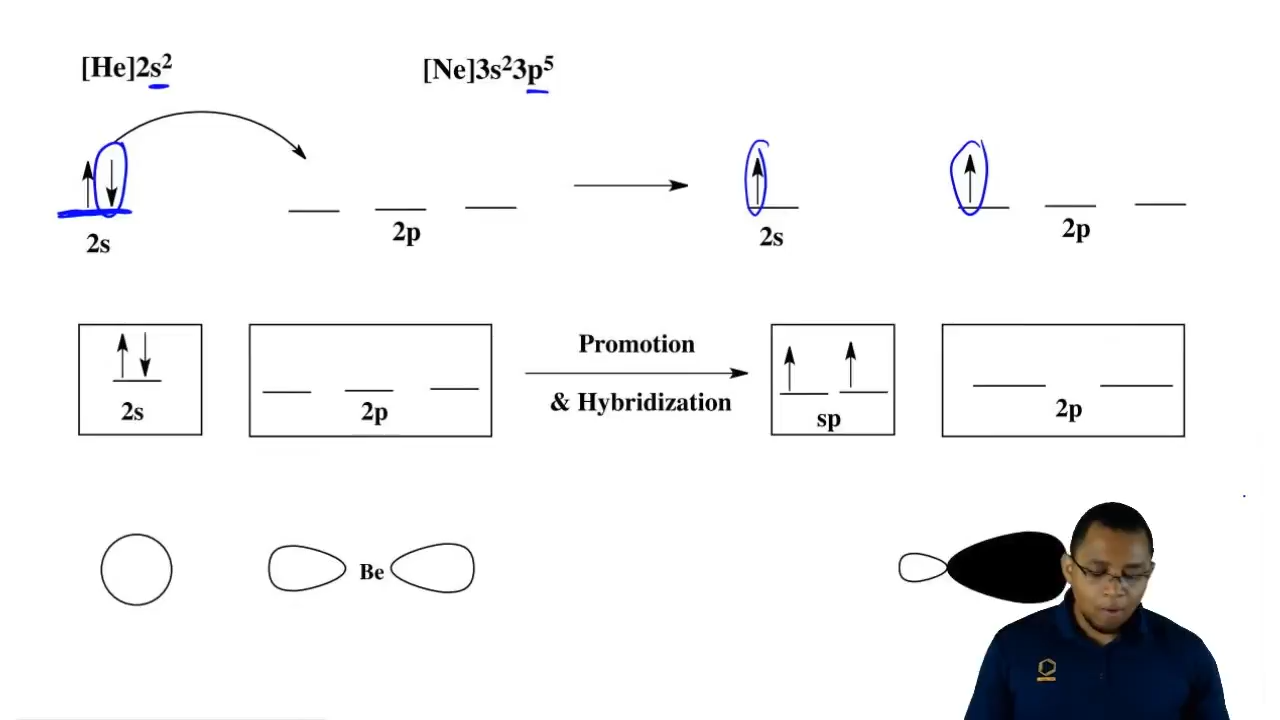 [He]2s² [Ne]3s²3p⁵
2s 2p 2s 2p
Promotion
& Hybridization
2s 2p sp 2p
Be